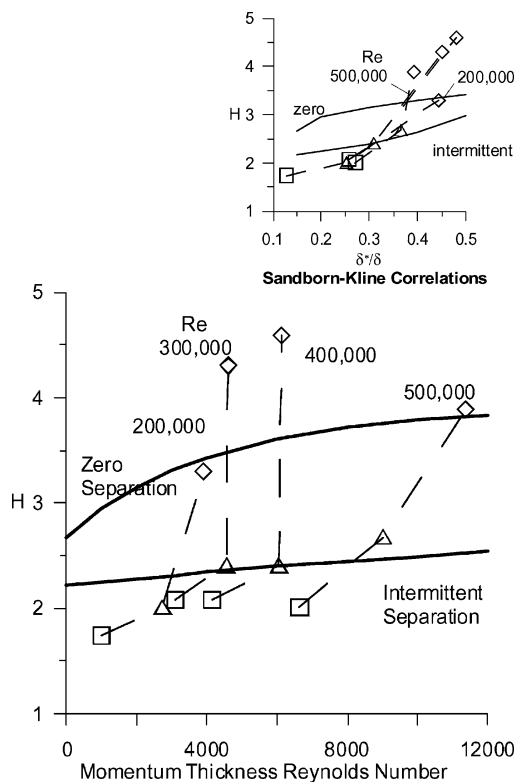 5
4
H 3
2
1
Re
500,000
200,000
zero
intermittent
0.1 0.2 0.3 0.4 0.5
δ*/δ
Sandborn-Kline Correlations
5
4
H 3
2
1
Re
300,000
400,000
500,000
200,000
Zero
Separation
Intermittent
Separation
0 4000 8000 12000
Momentum Thickness Reynolds Number